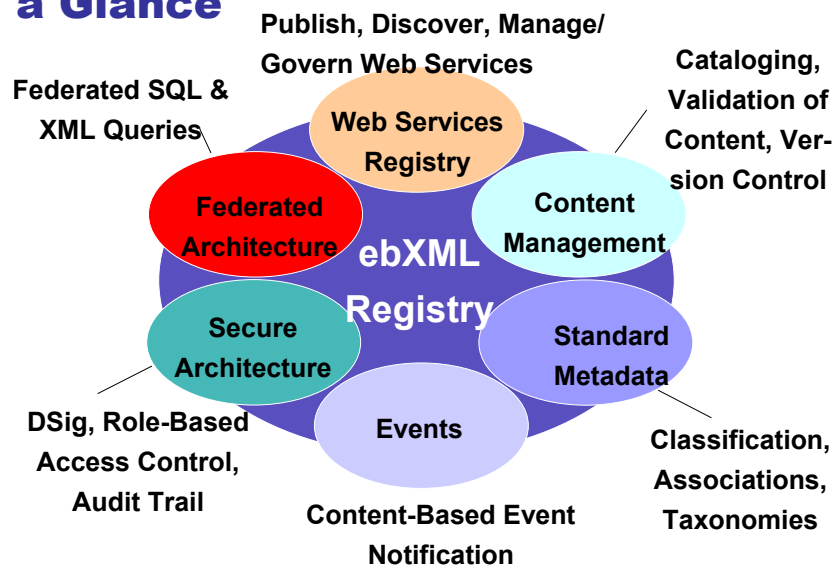 a Glance
Publish, Discover, Manage/
Govern Web Services
Federated SQL &
XML Queries
Cataloging,
Validation of
Content, Ver-
sion Control
Web Services
Registry
Federated
Architecture
Content
Management
ebXML
Registry
Secure
Architecture
Standard
Metadata
Events
DSig, Role-Based
Access Control,
Audit Trail
Classification,
Associations,
Taxonomies
Content-Based Event
Notification